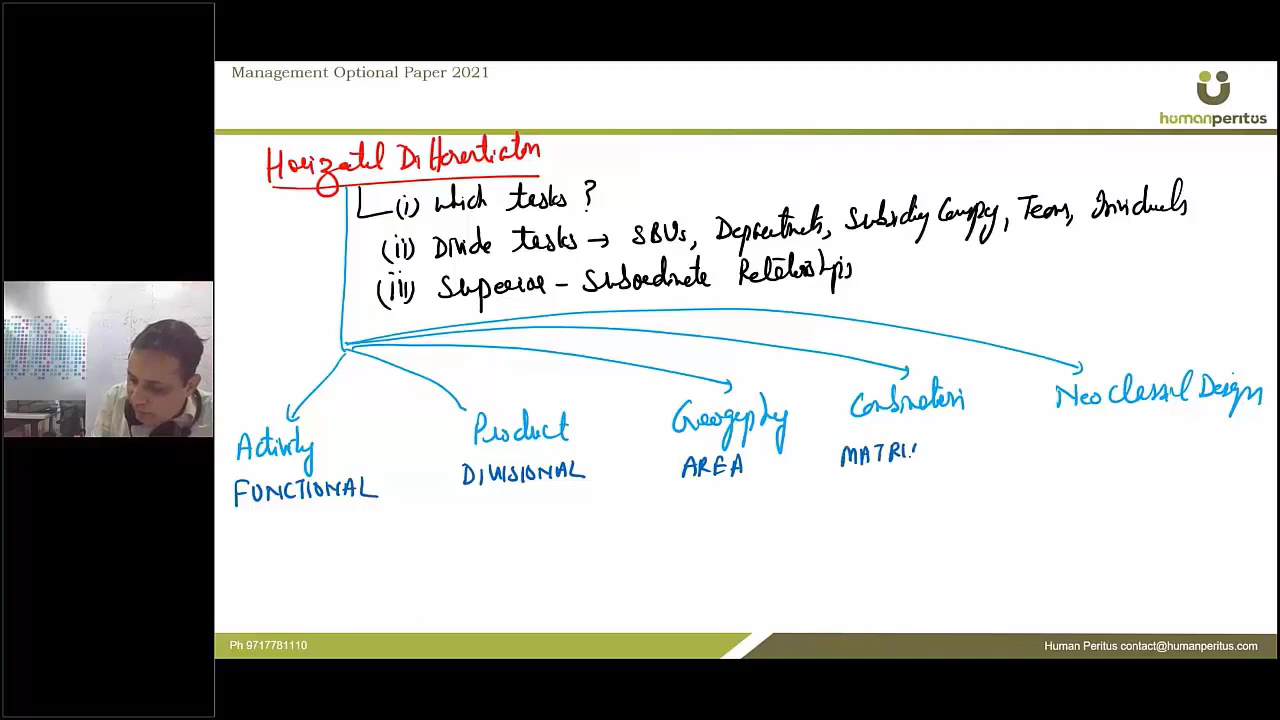 Management Optional Paper 2021
humanperitus
Horizontal Differentiation
(i) Which tasks ?
(ii) Divide tasks → SBUs, Departments, Subsidiary Company, Teams, Individuals
(iii) Superior - Subordinate Relationships
Activity Product Geography Combination Neo Classical Design
FUNCTIONAL DIVISIONAL AREA MATRI
Ph 9717781110
Human Peritus contact@humanperitus.com